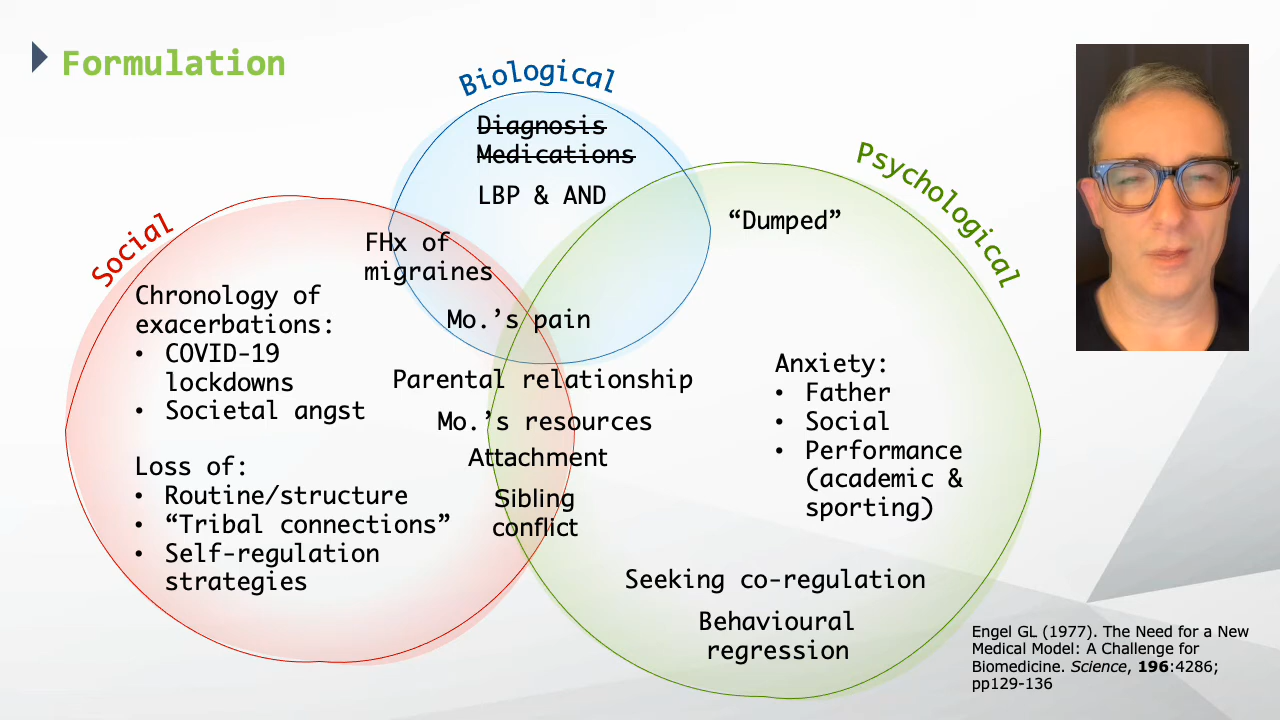 Formulation
Biological
Diagnosis
Medications
LBP & AND
Psychological
“Dumped”
Social
FHx of
migraines
Mo.’s pain
Chronology of
exacerbations:
• COVID-19
lockdowns
• Societal angst
Parental relationship
Mo.’s resources
Attachment
Sibling
conflict
Anxiety:
• Father
• Social
• Performance
(academic &
sporting)
Loss of:
• Routine/structure
• “Tribal connections”
• Self-regulation
strategies
Seeking co-regulation
Behavioural
regression
Engel GL (1977). The Need for a New
Medical Model: A Challenge for
Biomedicine. Science, 196:4286;
pp129-136